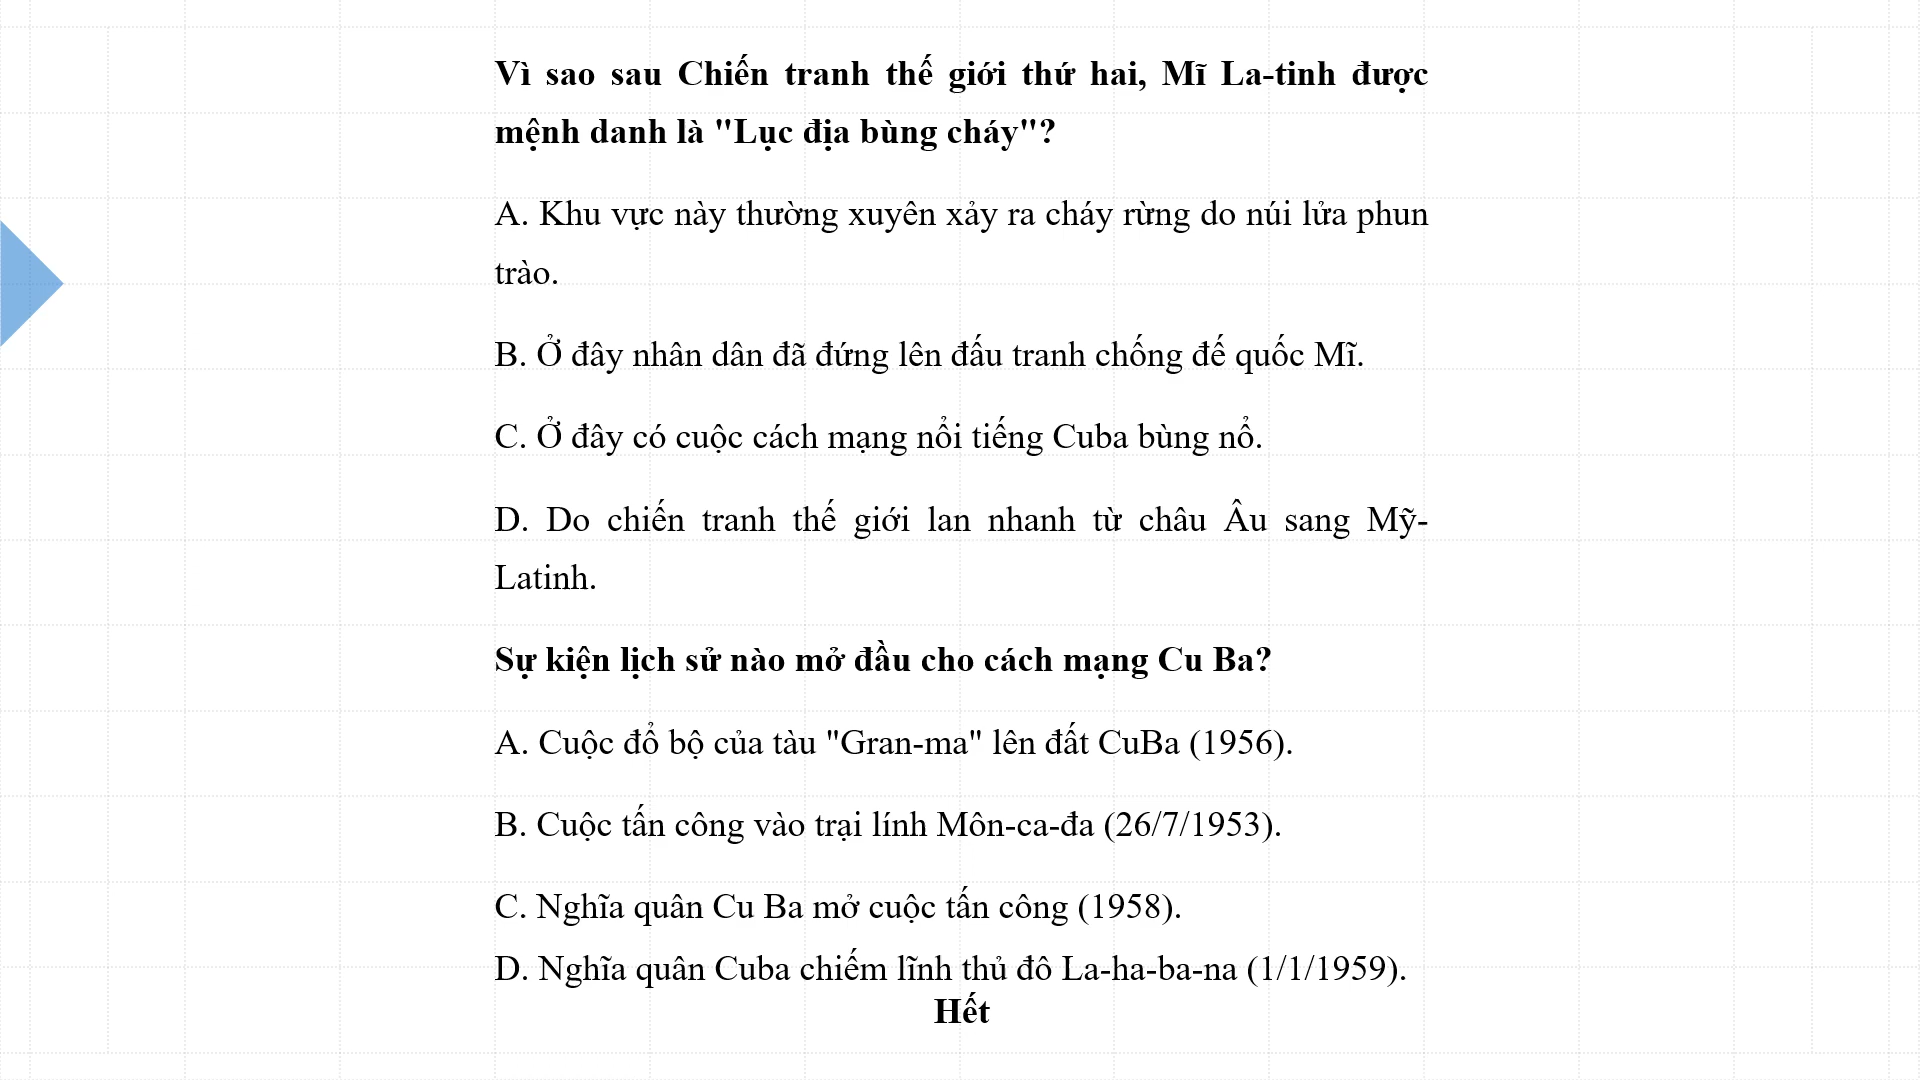 Vì sao sau Chiến tranh thế giới thứ hai, Mĩ La-tinh được
mệnh danh là "Lục địa bùng cháy"?
A. Khu vực này thường xuyên xảy ra cháy rừng do núi lửa phun
trào.
B. Ở đây nhân dân đã đứng lên đấu tranh chống đế quốc Mĩ.
C. Ở đây có cuộc cách mạng nổi tiếng Cuba bùng nổ.
D. Do chiến tranh thế giới lan nhanh từ châu Âu sang Mỹ-
Latinh.
Sự kiện lịch sử nào mở đầu cho cách mạng Cu Ba?
A. Cuộc đổ bộ của tàu "Gran-ma" lên đất CuBa (1956).
B. Cuộc tấn công vào trại lính Môn-ca-đa (26/7/1953).
C. Nghĩa quân Cu Ba mở cuộc tấn công (1958).
D. Nghĩa quân Cuba chiếm lĩnh thủ đô La-ha-ba-na (1/1/1959).
Hết